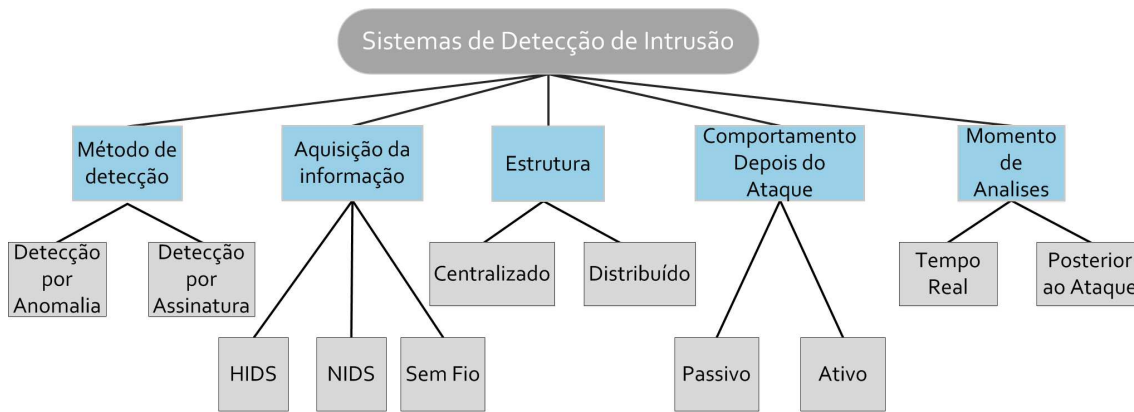 Sistemas de Detecção de Intrusão
Método de
detecção
Aquisição da
informação
Estrutura
Comportamento
Depois do
Ataque
Momento
de
Analises
Detecção
por
Anomalia
Detecção
por
Assinatura
Centralizado
Distribuído
Tempo
Real
Posterior
ao Ataque
HIDS
NIDS
Sem Fio
Passivo
Ativo